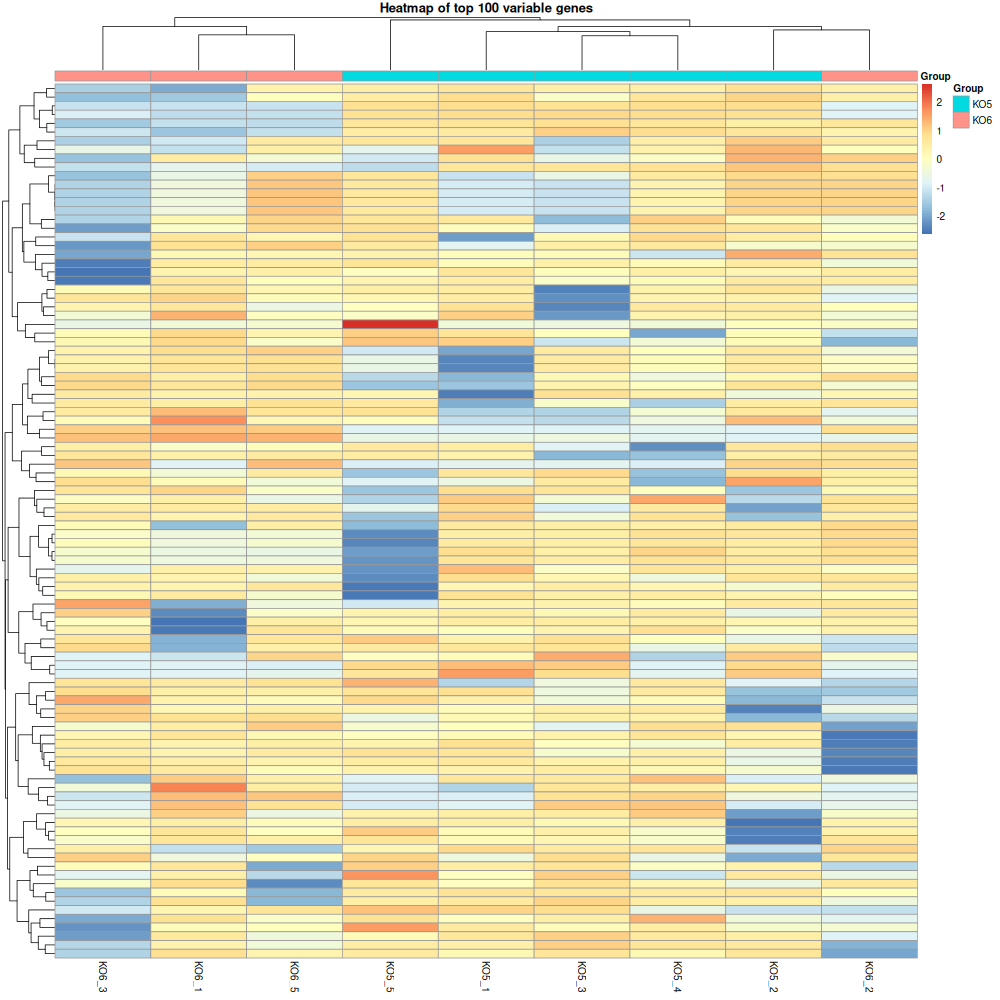 Heatmap of top 100 variable genes
Group
2
1
0
-1
-2
Group
KO5
KO6
KO6_3
KO6_1
KO6_5
KO5_5
KO5_1
KO5_3
KO5_4
KO5_2
KO6_2